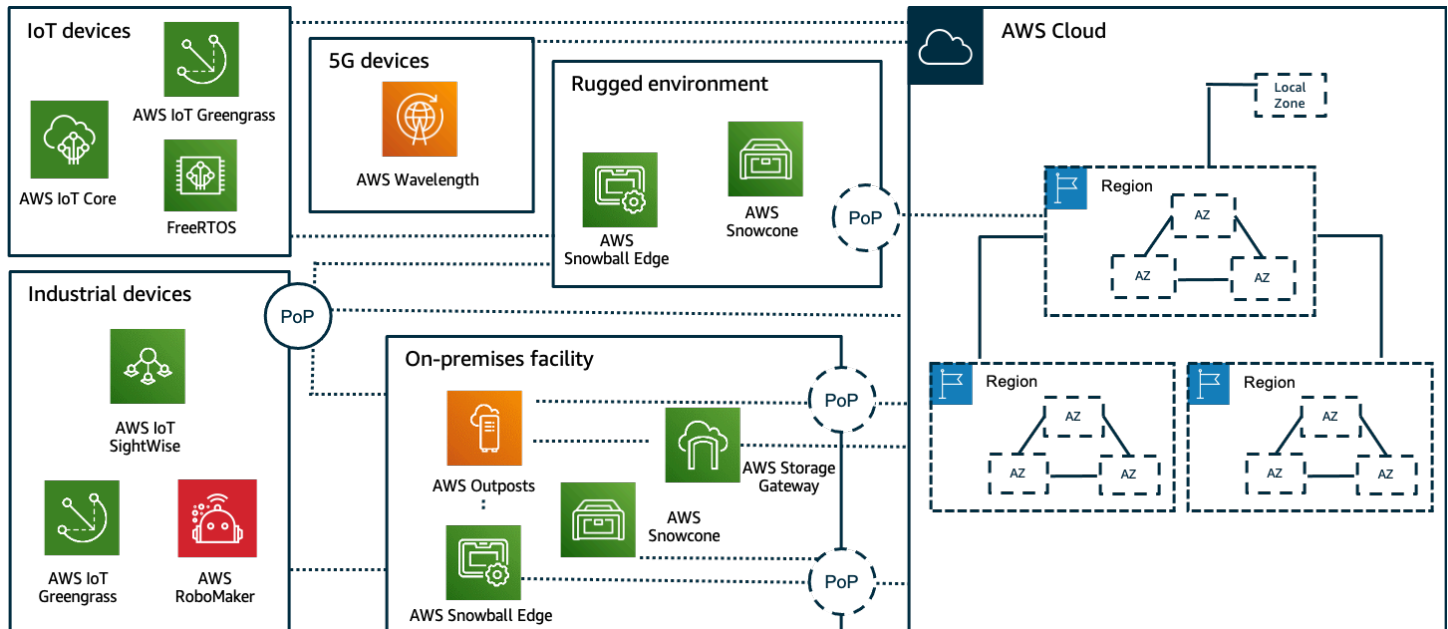 IoT devices
AWS IoT Greengrass
AWS IoT Core
FreeRTOS
5G devices
AWS Wavelength
Rugged environment
AWS
Snowball Edge
AWS
Snowcone
PoP
Industrial devices
PoP
AWS IoT
SightWise
AWS IoT
Greengrass
AWS
RoboMaker
On-premises facility
PoP
AWS Outposts
AWS Storage
Gateway
AWS
Snowcone
AWS Snowball Edge
PoP
AWS Cloud
Local
Zone
Region
AZ
AZ
AZ
Region
AZ
AZ
AZ
Region
AZ
AZ
AZ